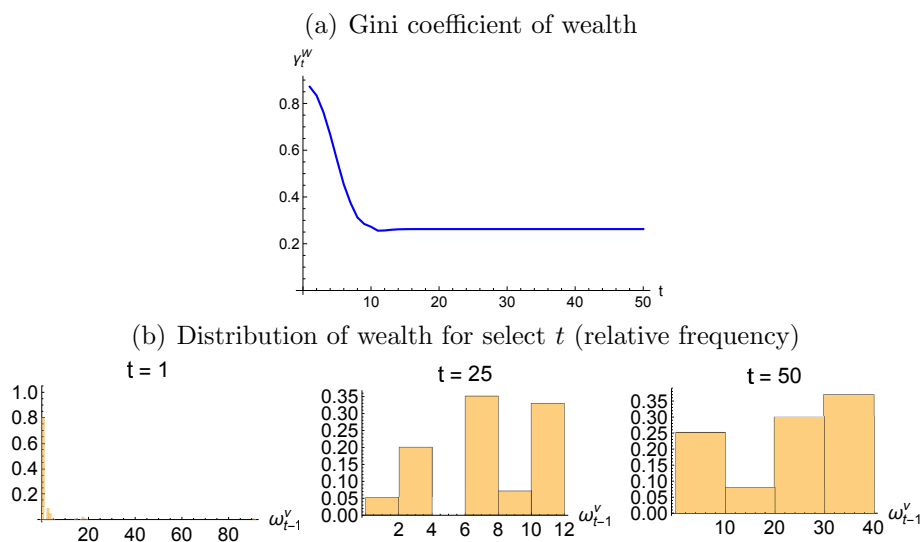 (a) Gini coefficient of wealth
γ_t^W
0.8
0.6
0.4
0.2
10 20 30 40 50 t
(b) Distribution of wealth for select t (relative frequency)
t = 1
1.0
0.8
0.6
0.4
0.2
20 40 60 80 ω_{t-1}^v
t = 25
0.35
0.30
0.25
0.20
0.15
0.10
0.05
0.00
2 4 6 8 10 12 ω_{t-1}^v
t = 50
0.35
0.30
0.25
0.20
0.15
0.10
0.05
0.00
10 20 30 40 ω_{t-1}^v